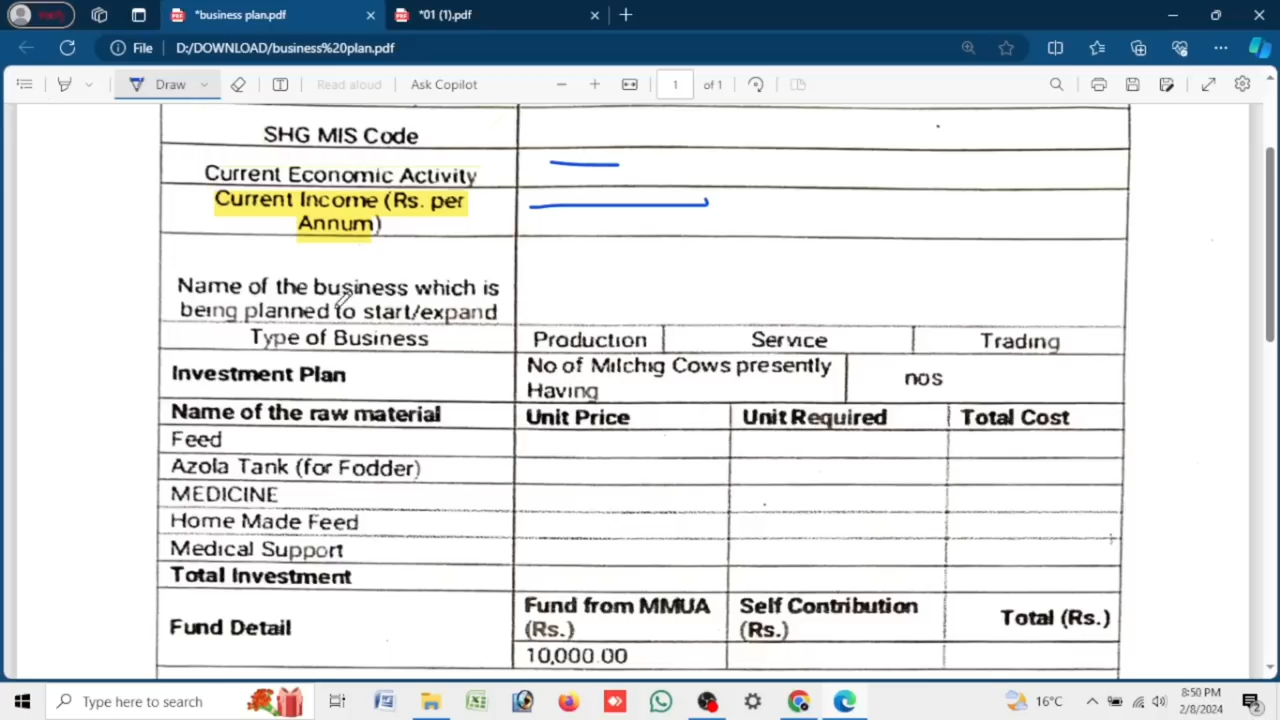 *business plan.pdf
*01 (1).pdf
File
D:/DOWNLOAD/business%20plan.pdf
Draw
Read aloud
Ask Copilot
1
of 1
SHG MIS Code
Current Economic Activity
Current Income (Rs. per
Annum)
Name of the business which is
being planned to start/expand
Type of Business
Production
Service
Trading
Investment Plan
No of Milchig Cows presently
Having
nos
Name of the raw material
Unit Price
Unit Required
Total Cost
Feed
Azola Tank (for Fodder)
MEDICINE
Home Made Feed
Medical Support
Total Investment
Fund Detail
Fund from MMUA
(Rs.)
Self Contribution
(Rs.)
Total (Rs.)
10,000.00
Type here to search
16°C
8:50 PM
2/8/2024
2